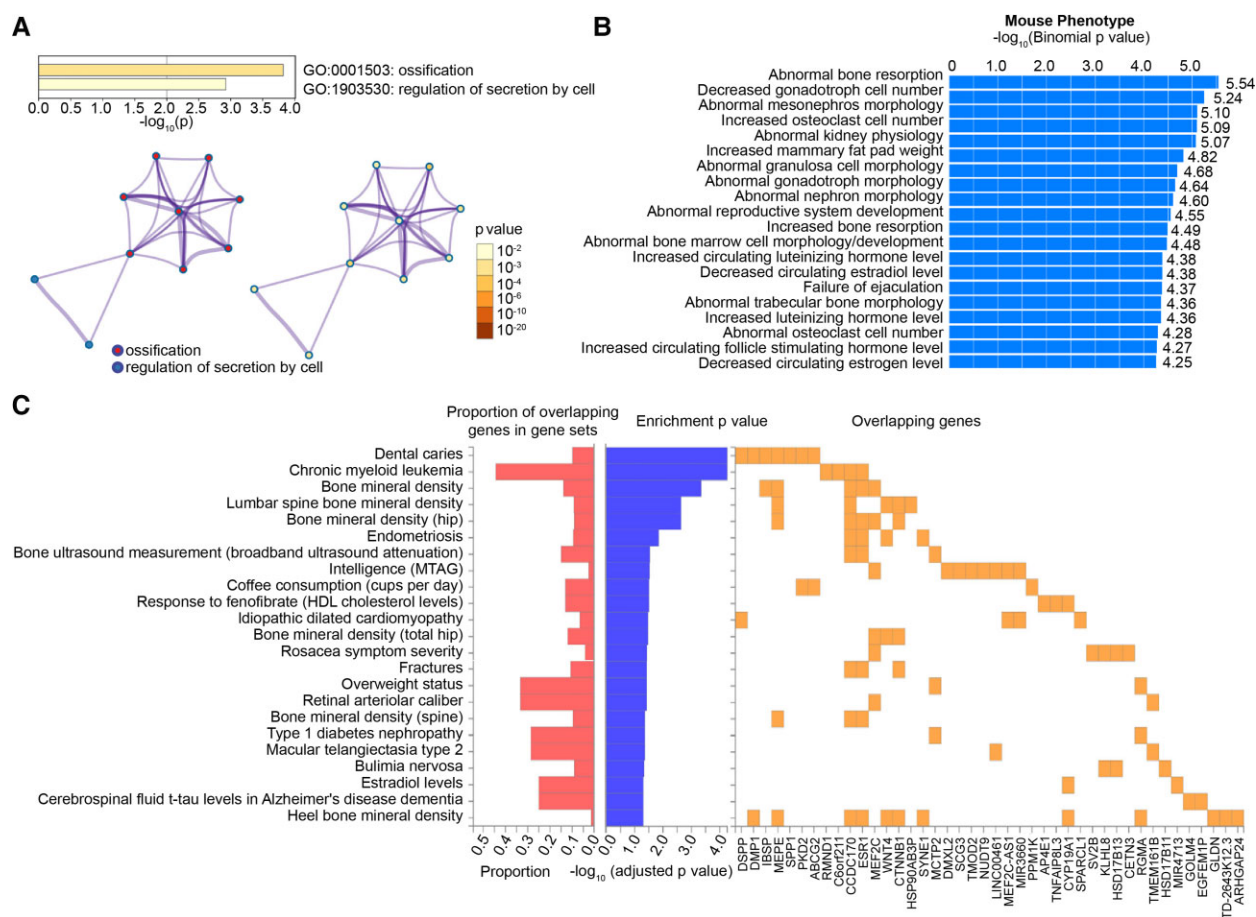 A
GO:0001503: ossification
GO:1903530: regulation of secretion by cell
0.0 0.5 1.0 1.5 2.0 2.5 3.0 3.5 4.0
-log10(p)
p value
10-2
10-3
10-4
10-6
10-10
10-20
ossification
regulation of secretion by cell
B
Mouse Phenotype
-log10(Binomial p value)
0 1.0 2.0 3.0 4.0 5.0
Abnormal bone resorption 5.54
Decreased gonadotroph cell number 5.24
Abnormal mesonephros morphology 5.10
Increased osteoclast cell number 5.09
Abnormal kidney physiology 5.07
Increased mammary fat pad weight 4.82
Abnormal granulosa cell morphology 4.68
Abnormal gonadotroph morphology 4.64
Abnormal nephron morphology 4.60
Abnormal reproductive system development 4.55
Increased bone resorption 4.49
Abnormal bone marrow cell morphology/development 4.48
Increased circulating luteinizing hormone level 4.38
Decreased circulating estradiol level 4.38
Failure of ejaculation 4.37
Abnormal trabecular bone morphology 4.36
Increased luteinizing hormone level 4.36
Abnormal osteoclast cell number 4.28
Increased circulating follicle stimulating hormone level 4.27
Decreased circulating estrogen level 4.25
C
Proportion of overlapping
genes in gene sets
Enrichment p value
Overlapping genes
Dental caries
Chronic myeloid leukemia
Bone mineral density
Lumbar spine bone mineral density
Bone mineral density (hip)
Endometriosis
Bone ultrasound measurement (broadband ultrasound attenuation)
Intelligence (MTAG)
Coffee consumption (cups per day)
Response to fenofibrate (HDL cholesterol levels)
Idiopathic dilated cardiomyopathy
Bone mineral density (total hip)
Rosacea symptom severity
Fractures
Overweight status
Retinal arteriolar caliber
Bone mineral density (spine)
Type 1 diabetes nephropathy
Macular telangiectasia type 2
Bulimia nervosa
Estradiol levels
Cerebrospinal fluid t-tau levels in Alzheimer's disease dementia
Heel bone mineral density
0.5 0.4 0.3 0.2 0.1 0.0
Proportion
0.0 1.0 2.0 3.0 4.0
-log10 (adjusted p value)
DSPP
DMP1
IBSP
MEPE
SPP1
PKD2
ABCG2
RMND1
C6orf211
CCDC170
ESR1
MEF2C
WNT4
CTNNB1
HSP90AB3P
SYNE1
MCTP2
DMXL2
SCG3
TMOD2
NUDT9
LINC00461
MEF2C-AS1
MIR3660
PPM1K
AP4E1
TNFAIP8L3
CYP19A1
SPARCL1
SV2B
KLHL8
HSD17B13
CETN3
RGMA
TMEM161B
HSD17B11
MIR4713
GOLM4
EGFEM1P
GLDN
TD-2643K12.3
ARHGAP24